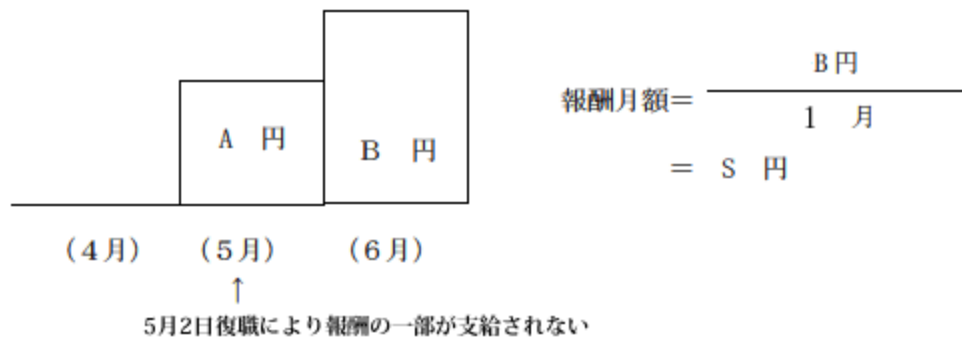 B円
報酬月額＝
1　月
＝　S　円
A　円
B　円
（4月）　（5月）　（6月）
↑
5月2日復職により報酬の一部が支給されない